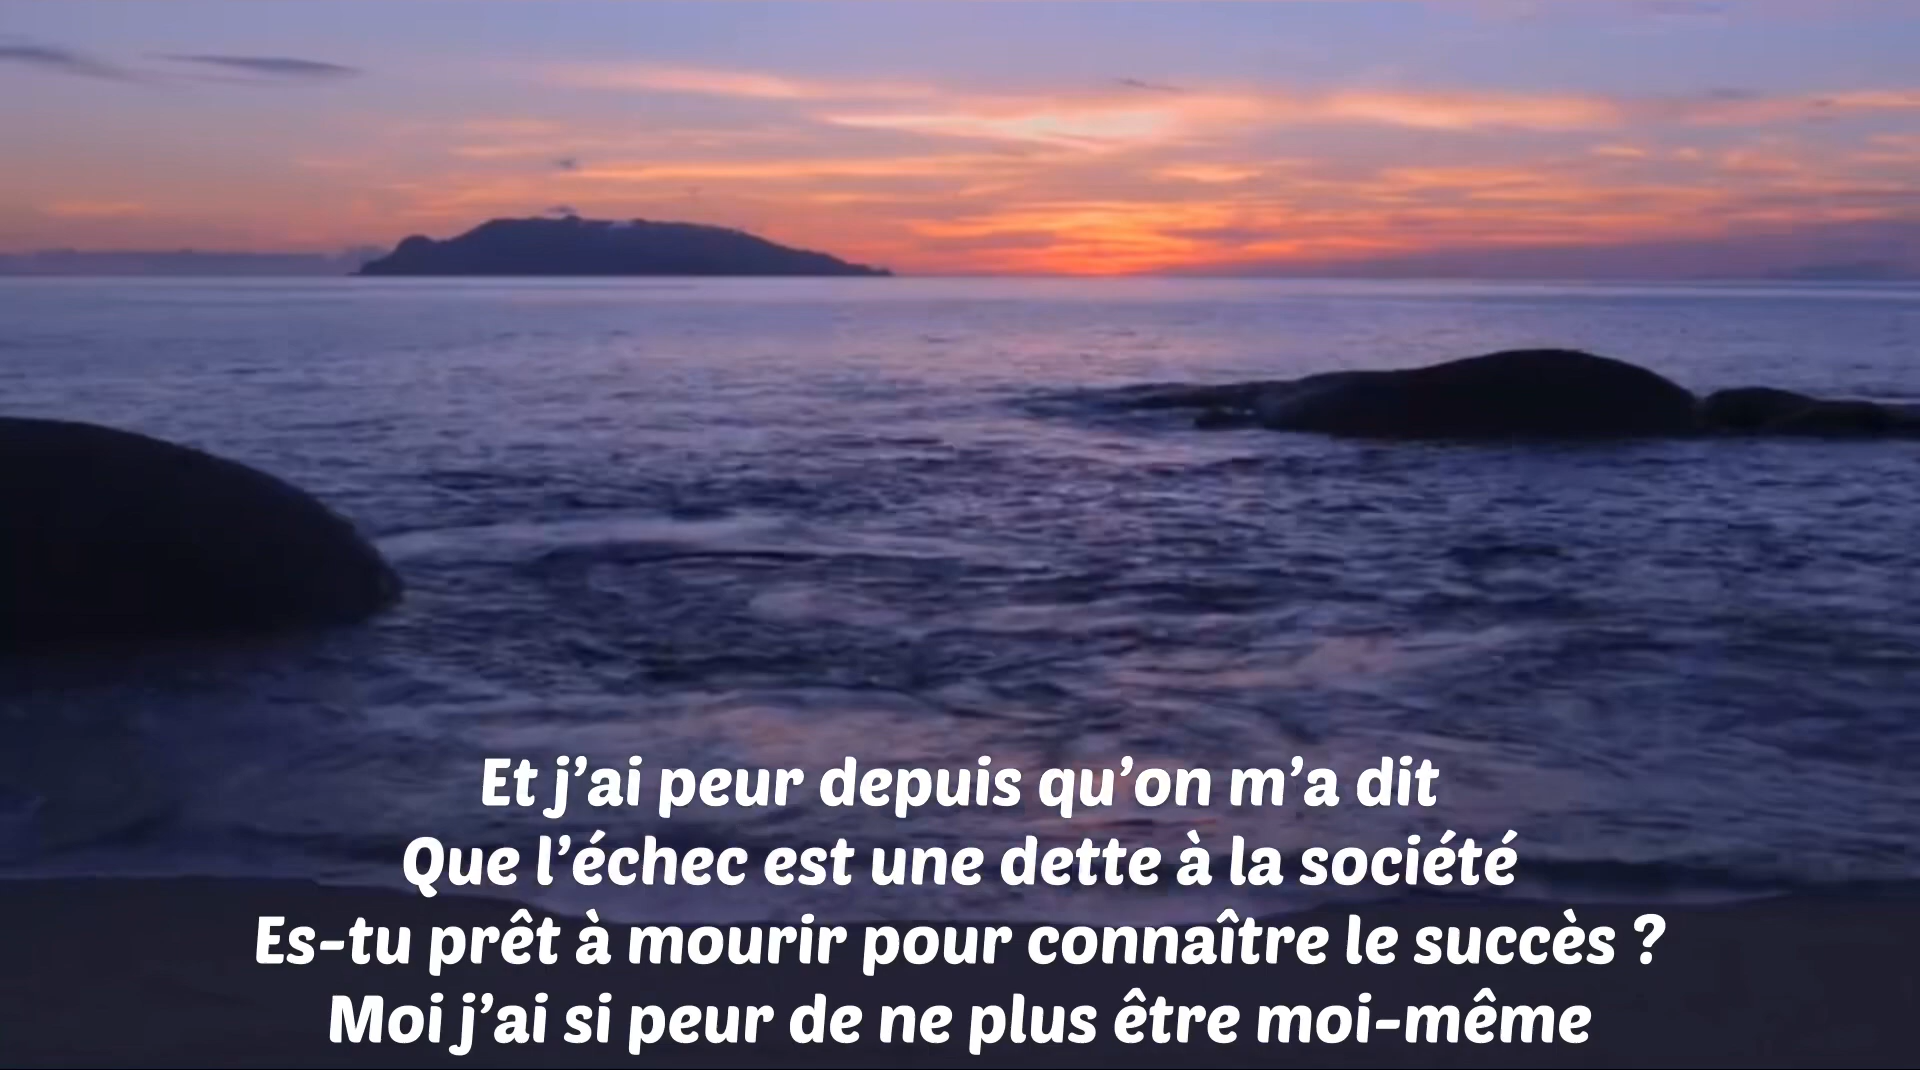 Et j’ai peur depuis qu’on m’a dit
Que l’échec est une dette à la société
Es-tu prêt à mourir pour connaître le succès ?
Moi j’ai si peur de ne plus être moi-même